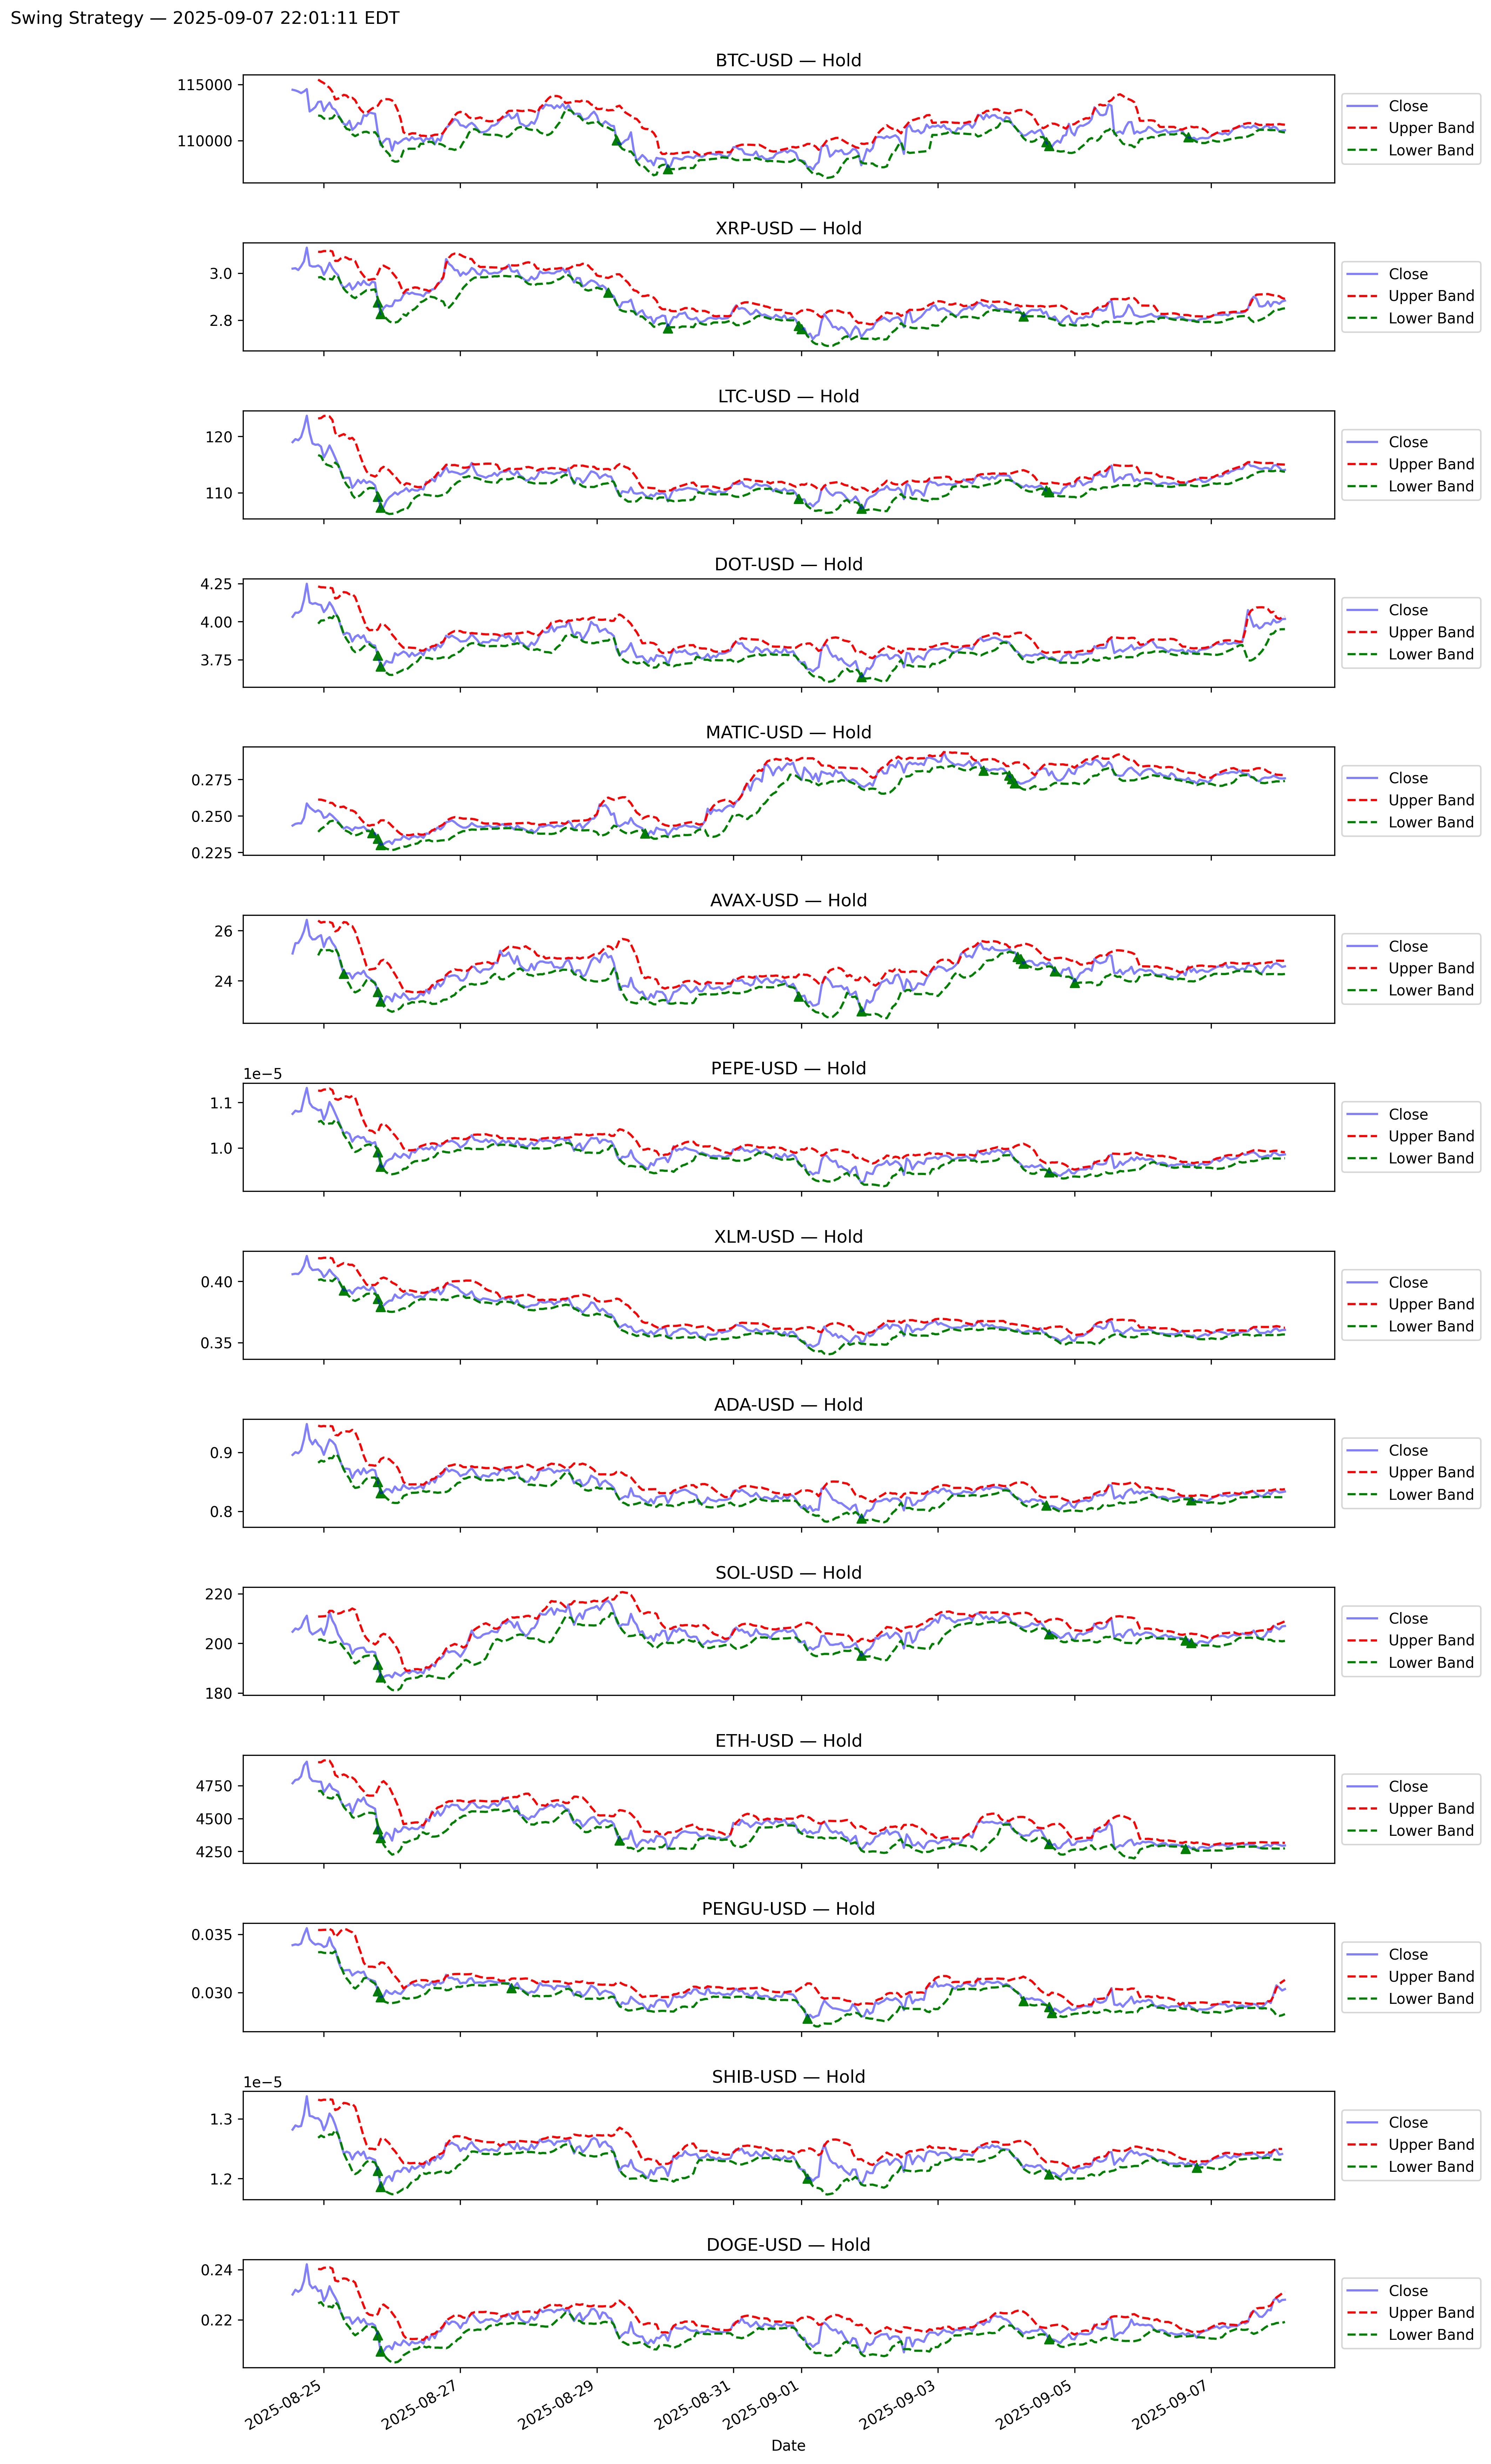 Swing Strategy — 2025-09-07 22:01:11 EDT
BTC-USD — Hold
115000
110000
Close
Upper Band
Lower Band
XRP-USD — Hold
3.0
2.8
Close
Upper Band
Lower Band
LTC-USD — Hold
120
110
Close
Upper Band
Lower Band
DOT-USD — Hold
4.25
4.00
3.75
Close
Upper Band
Lower Band
MATIC-USD — Hold
0.275
0.250
0.225
Close
Upper Band
Lower Band
AVAX-USD — Hold
26
24
Close
Upper Band
Lower Band
PEPE-USD — Hold
1e−5
1.1
1.0
Close
Upper Band
Lower Band
XLM-USD — Hold
0.40
0.35
Close
Upper Band
Lower Band
ADA-USD — Hold
0.9
0.8
Close
Upper Band
Lower Band
SOL-USD — Hold
220
200
180
Close
Upper Band
Lower Band
ETH-USD — Hold
4750
4500
4250
Close
Upper Band
Lower Band
PENGU-USD — Hold
0.035
0.030
Close
Upper Band
Lower Band
SHIB-USD — Hold
1e−5
1.3
1.2
Close
Upper Band
Lower Band
DOGE-USD — Hold
0.24
0.22
Close
Upper Band
Lower Band
2025-08-25
2025-08-27
2025-08-29
2025-08-31
2025-09-01
2025-09-03
2025-09-05
2025-09-07
Date